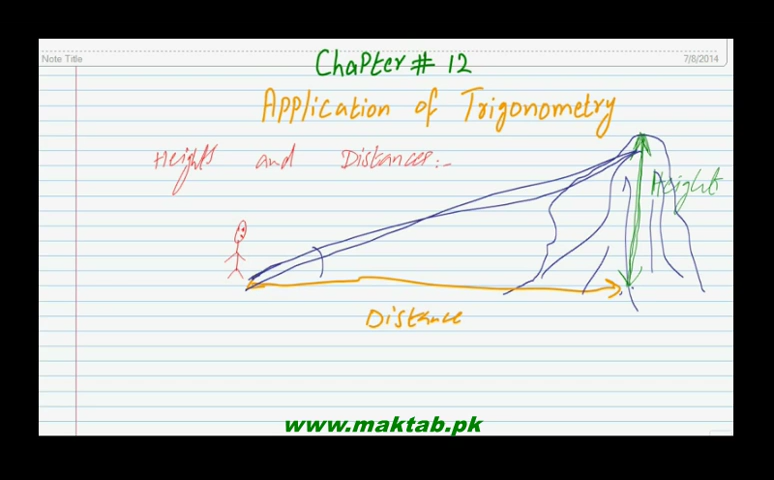 Note Title
7/8/2014
ChaPter # 12
Application of Trigonometry
Heights and Distances:-
Height
Distance
www.maktab.pk